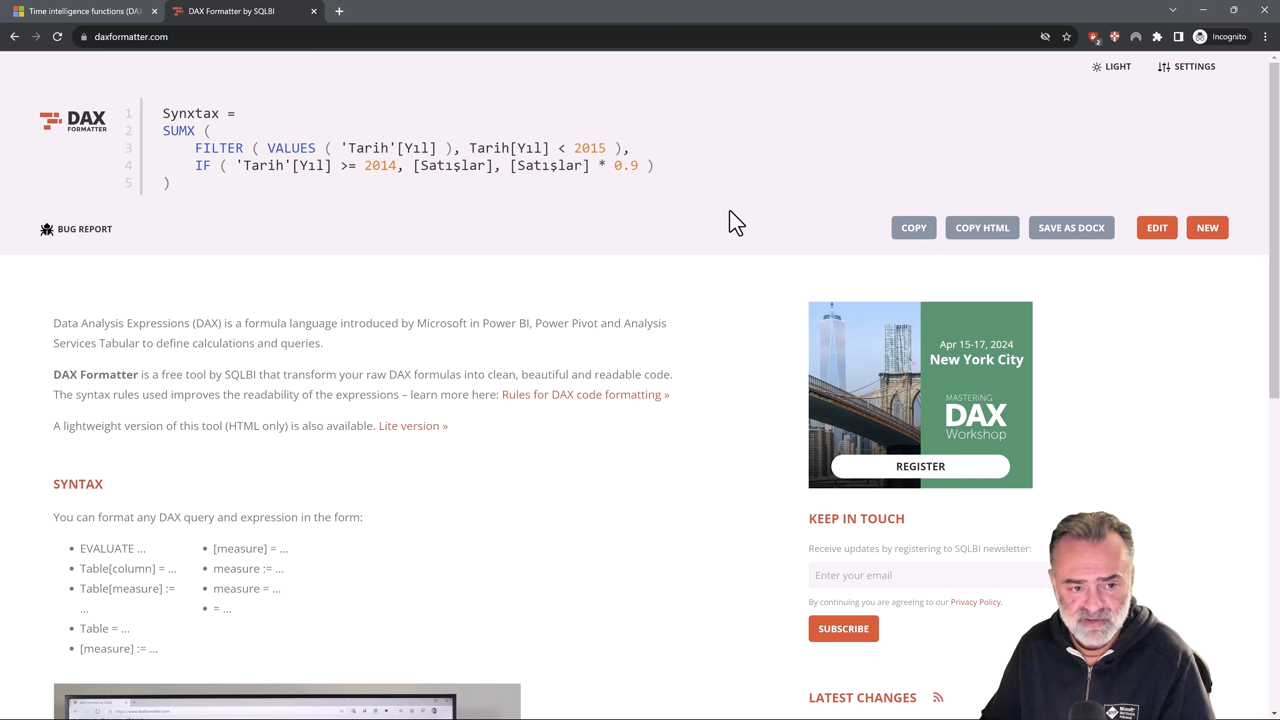 Time intelligence functions (DAX
DAX Formatter by SQLBI
daxformatter.com
2
Incognito
LIGHT
SETTINGS
DAX
FORMATTER
1 Synxtax =
2 SUMX (
3 FILTER ( VALUES ( 'Tarih'[Yıl] ), Tarih[Yıl] < 2015 ),
4 IF ( 'Tarih'[Yıl] >= 2014, [Satışlar], [Satışlar] * 0.9 )
5 )
BUG REPORT
COPY
COPY HTML
SAVE AS DOCX
EDIT
NEW
Data Analysis Expressions (DAX) is a formula language introduced by Microsoft in Power BI, Power Pivot and Analysis
Services Tabular to define calculations and queries.
DAX Formatter is a free tool by SQLBI that transform your raw DAX formulas into clean, beautiful and readable code.
The syntax rules used improves the readability of the expressions – learn more here: Rules for DAX code formatting »
A lightweight version of this tool (HTML only) is also available. Lite version »
SYNTAX
You can format any DAX query and expression in the form:
• EVALUATE ...
• Table[column] = ...
• Table[measure] :=
...
• Table = ...
• [measure] := ...
• [measure] = ...
• measure := ...
• measure = ...
• = ...
Apr 15-17, 2024
New York City
MASTERING
DAX
Workshop
REGISTER
KEEP IN TOUCH
Receive updates by registering to SQLBI newsletter:
Enter your email
By continuing you are agreeing to our Privacy Policy.
SUBSCRIBE
LATEST CHANGES